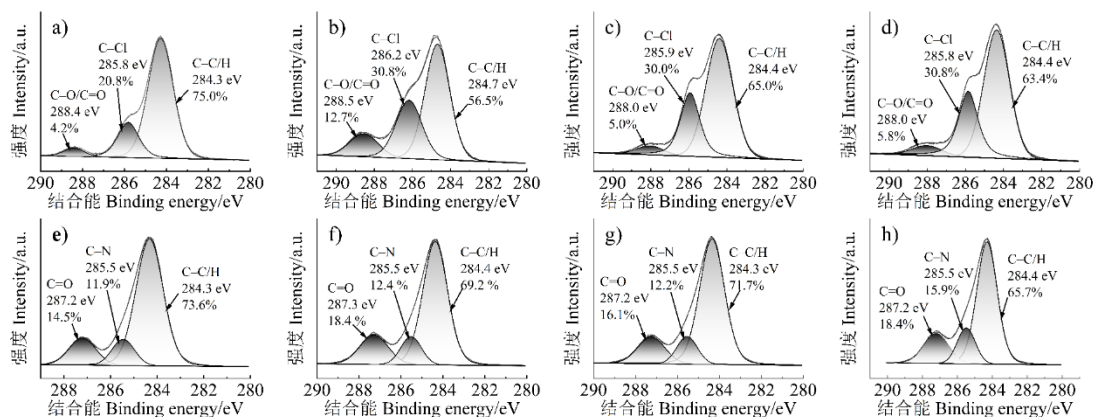 a)
C–Cl
285.8 eV
20.8%
C–C/H
284.3 eV
75.0%
C–O/C=O
288.4 eV
4.2%
强度 Intensity/a.u.
290 288 286 284 282 280
结合能 Binding energy/eV
b)
C–Cl
286.2 eV
30.8%
C–C/H
284.7 eV
56.5%
C–O/C=O
288.5 eV
12.7%
强度 Intensity/a.u.
290 288 286 284 282 280
结合能 Binding energy/eV
c)
C–Cl
285.9 eV
30.0%
C–C/H
284.4 eV
65.0%
C–O/C=O
288.0 eV
5.0%
强度 Intensity/a.u.
290 288 286 284 282 280
结合能 Binding energy/eV
d)
C–Cl
285.8 eV
30.8%
C–C/H
284.4 eV
63.4%
C–O/C=O
288.0 eV
5.8%
强度 Intensity/a.u.
290 288 286 284 282 280
结合能 Binding energy/eV
e)
C–N
285.5 eV
11.9%
C–C/H
284.3 eV
73.6%
C=O
287.2 eV
14.5%
强度 Intensity/a.u.
288 286 284 282 280
结合能 Binding energy/eV
f)
C–N
285.5 eV
12.4 %
C–C/H
284.4 eV
69.2 %
C=O
287.3 eV
18.4 %
强度 Intensity/a.u.
290 288 286 284 282 280
结合能 Binding energy/eV
g)
C–N
285.5 eV
12.2%
C C/H
284.3 eV
71.7%
C=O
287.2 eV
16.1%
强度 Intensity/a.u.
290 288 286 284 282 280
结合能 Binding energy/eV
h)
C–N
285.5 eV
15.9%
C–C/H
284.4 eV
65.7%
C=O
287.2 eV
18.4%
强度 Intensity/a.u.
290 288 286 284 282 280
结合能 Binding energy/eV